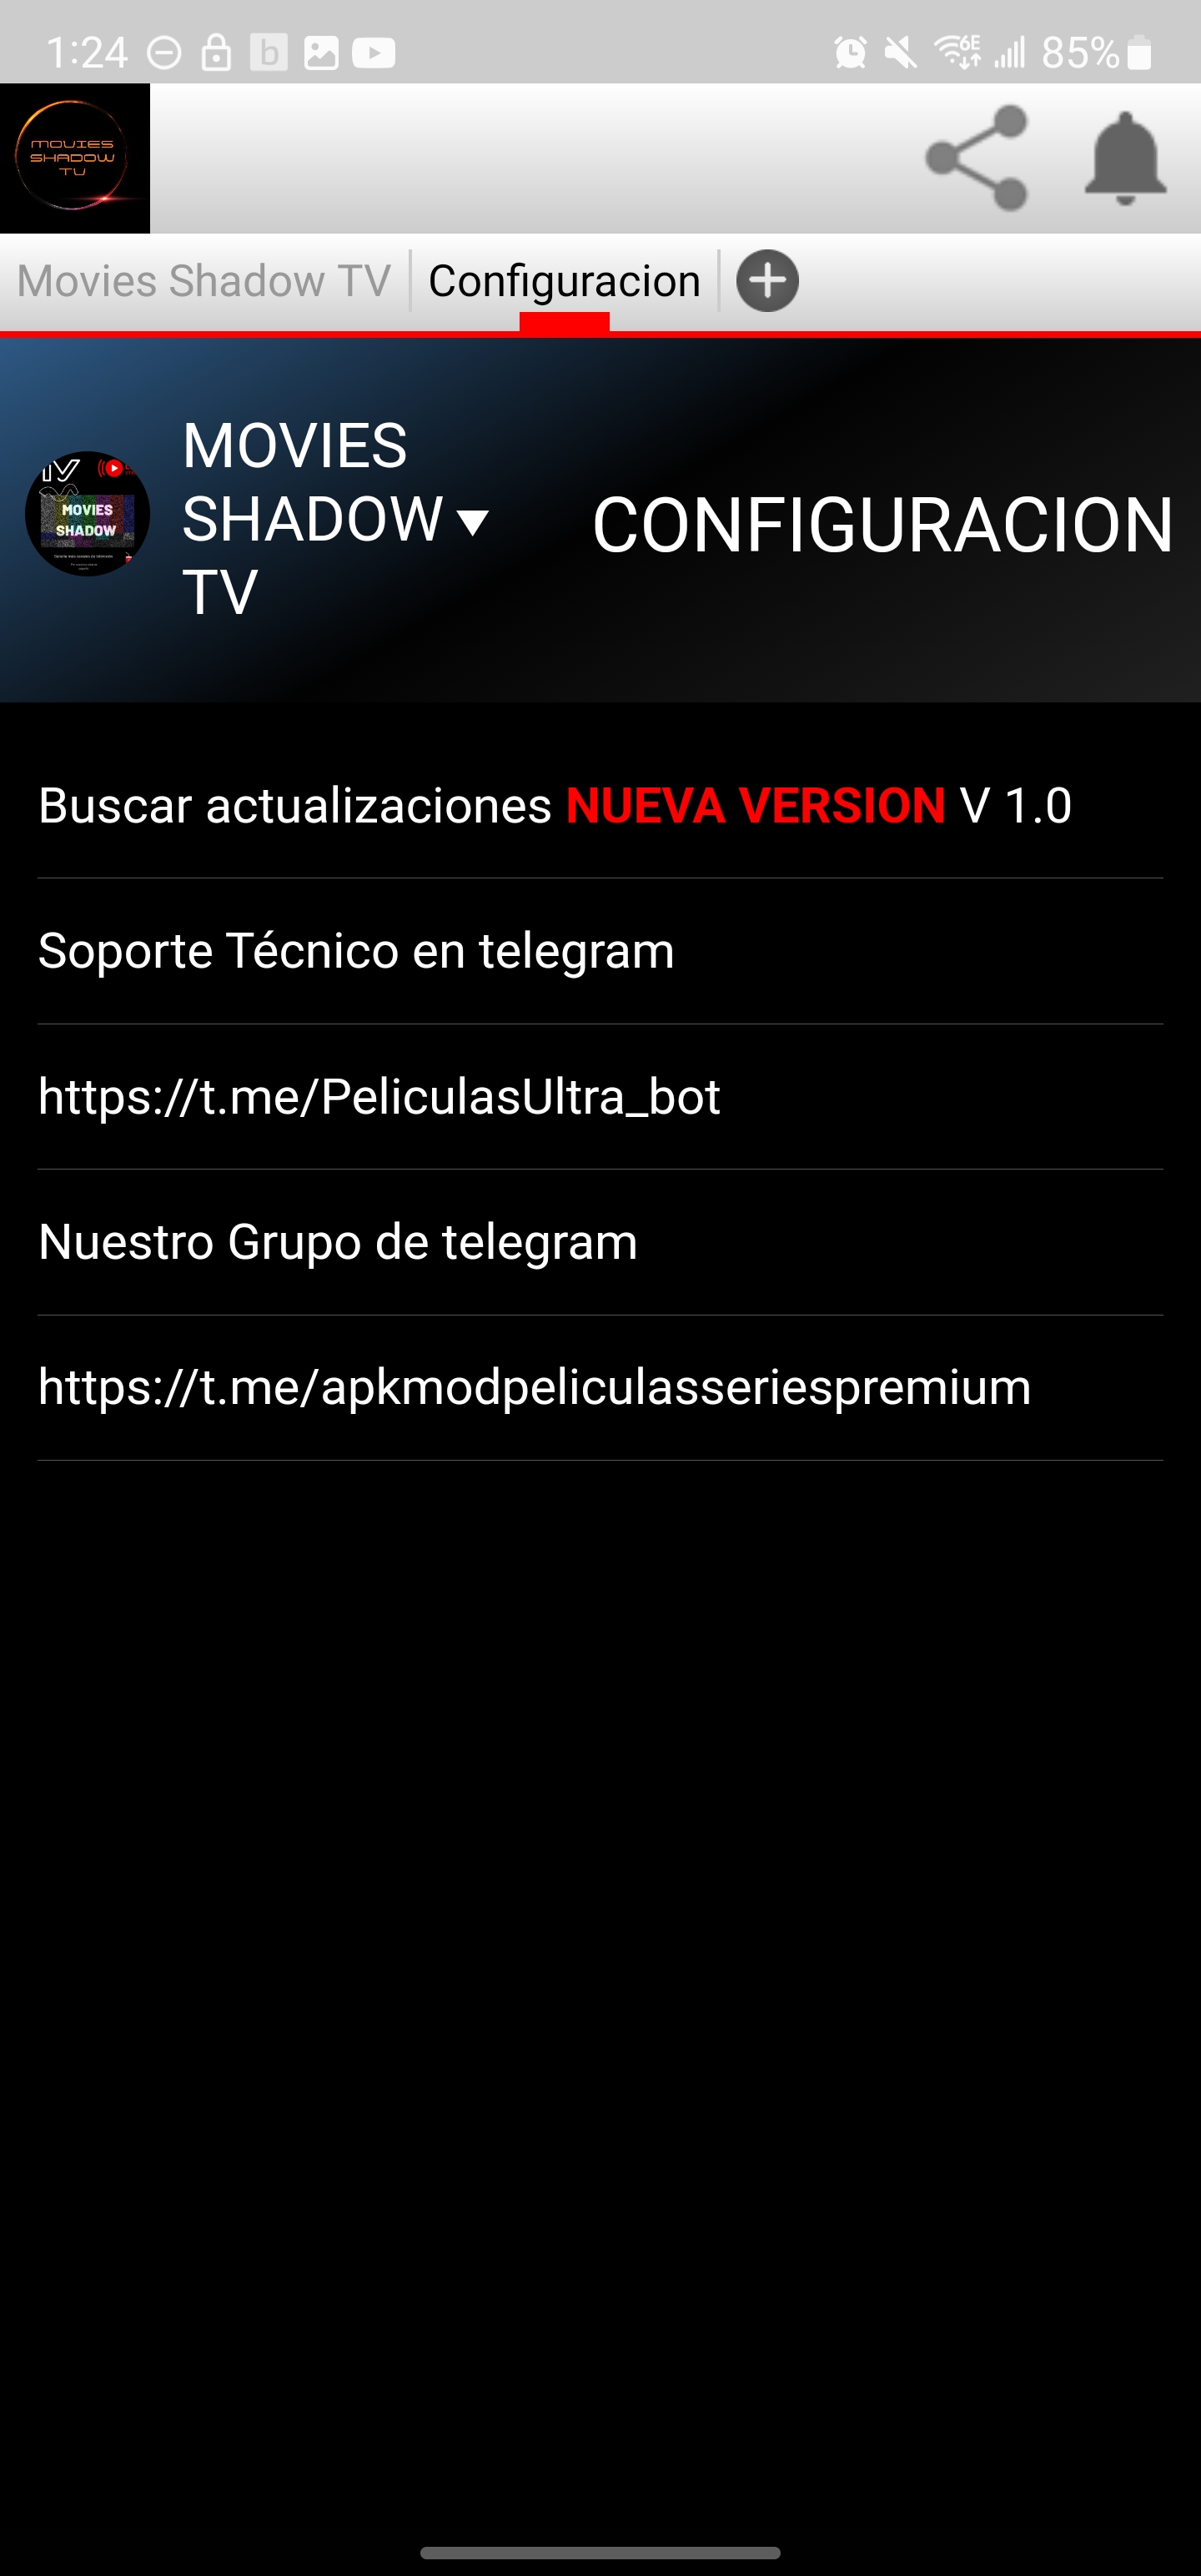 1:24
85%
MOVIES
SHADOW
TV
Movies Shadow TV
Configuracion
TV
MOVIES
SHADOW
MOVIES
SHADOW
TV
CONFIGURACION
Buscar actualizaciones NUEVA VERSION V 1.0
Soporte Técnico en telegram
https://t.me/PeliculasUltra_bot
Nuestro Grupo de telegram
https://t.me/apkmodpeliculasseriespremium